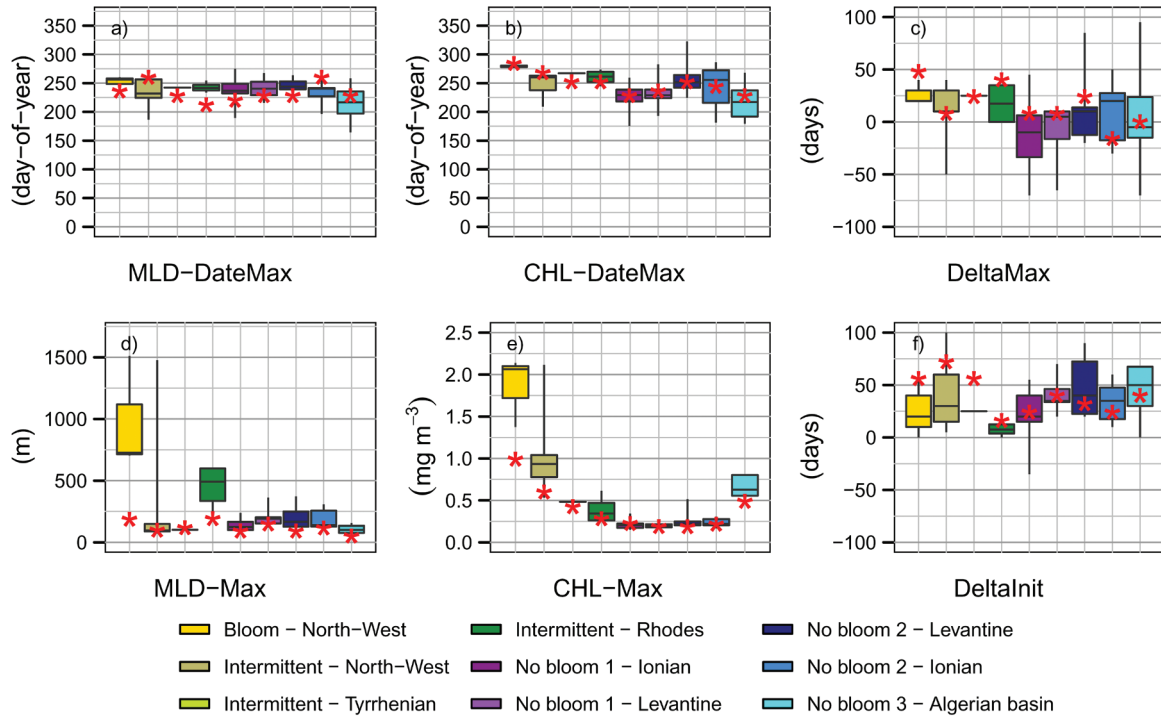 a)
350
300
250
200
150
100
50
0
(day−of−year)
MLD−DateMax
b)
350
300
250
200
150
100
50
0
(day−of−year)
CHL−DateMax
c)
100
50
0
−50
−100
(days)
DeltaMax
d)
1500
1000
500
0
(m)
MLD−Max
e)
2.5
2.0
1.5
1.0
0.5
0.0
(mg m⁻³)
CHL−Max
f)
100
50
0
−50
−100
(days)
DeltaInit
Bloom − North−West
Intermittent − North−West
Intermittent − Tyrrhenian
Intermittent − Rhodes
No bloom 1 − Ionian
No bloom 1 − Levantine
No bloom 2 − Levantine
No bloom 2 − Ionian
No bloom 3 − Algerian basin